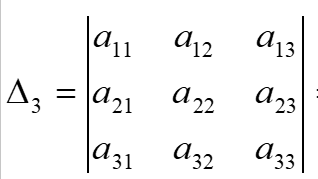 a₁₁ a₁₂ a₁₃
Δ₃ = a₂₁ a₂₂ a₂₃ =
a₃₁ a₃₂ a₃₃